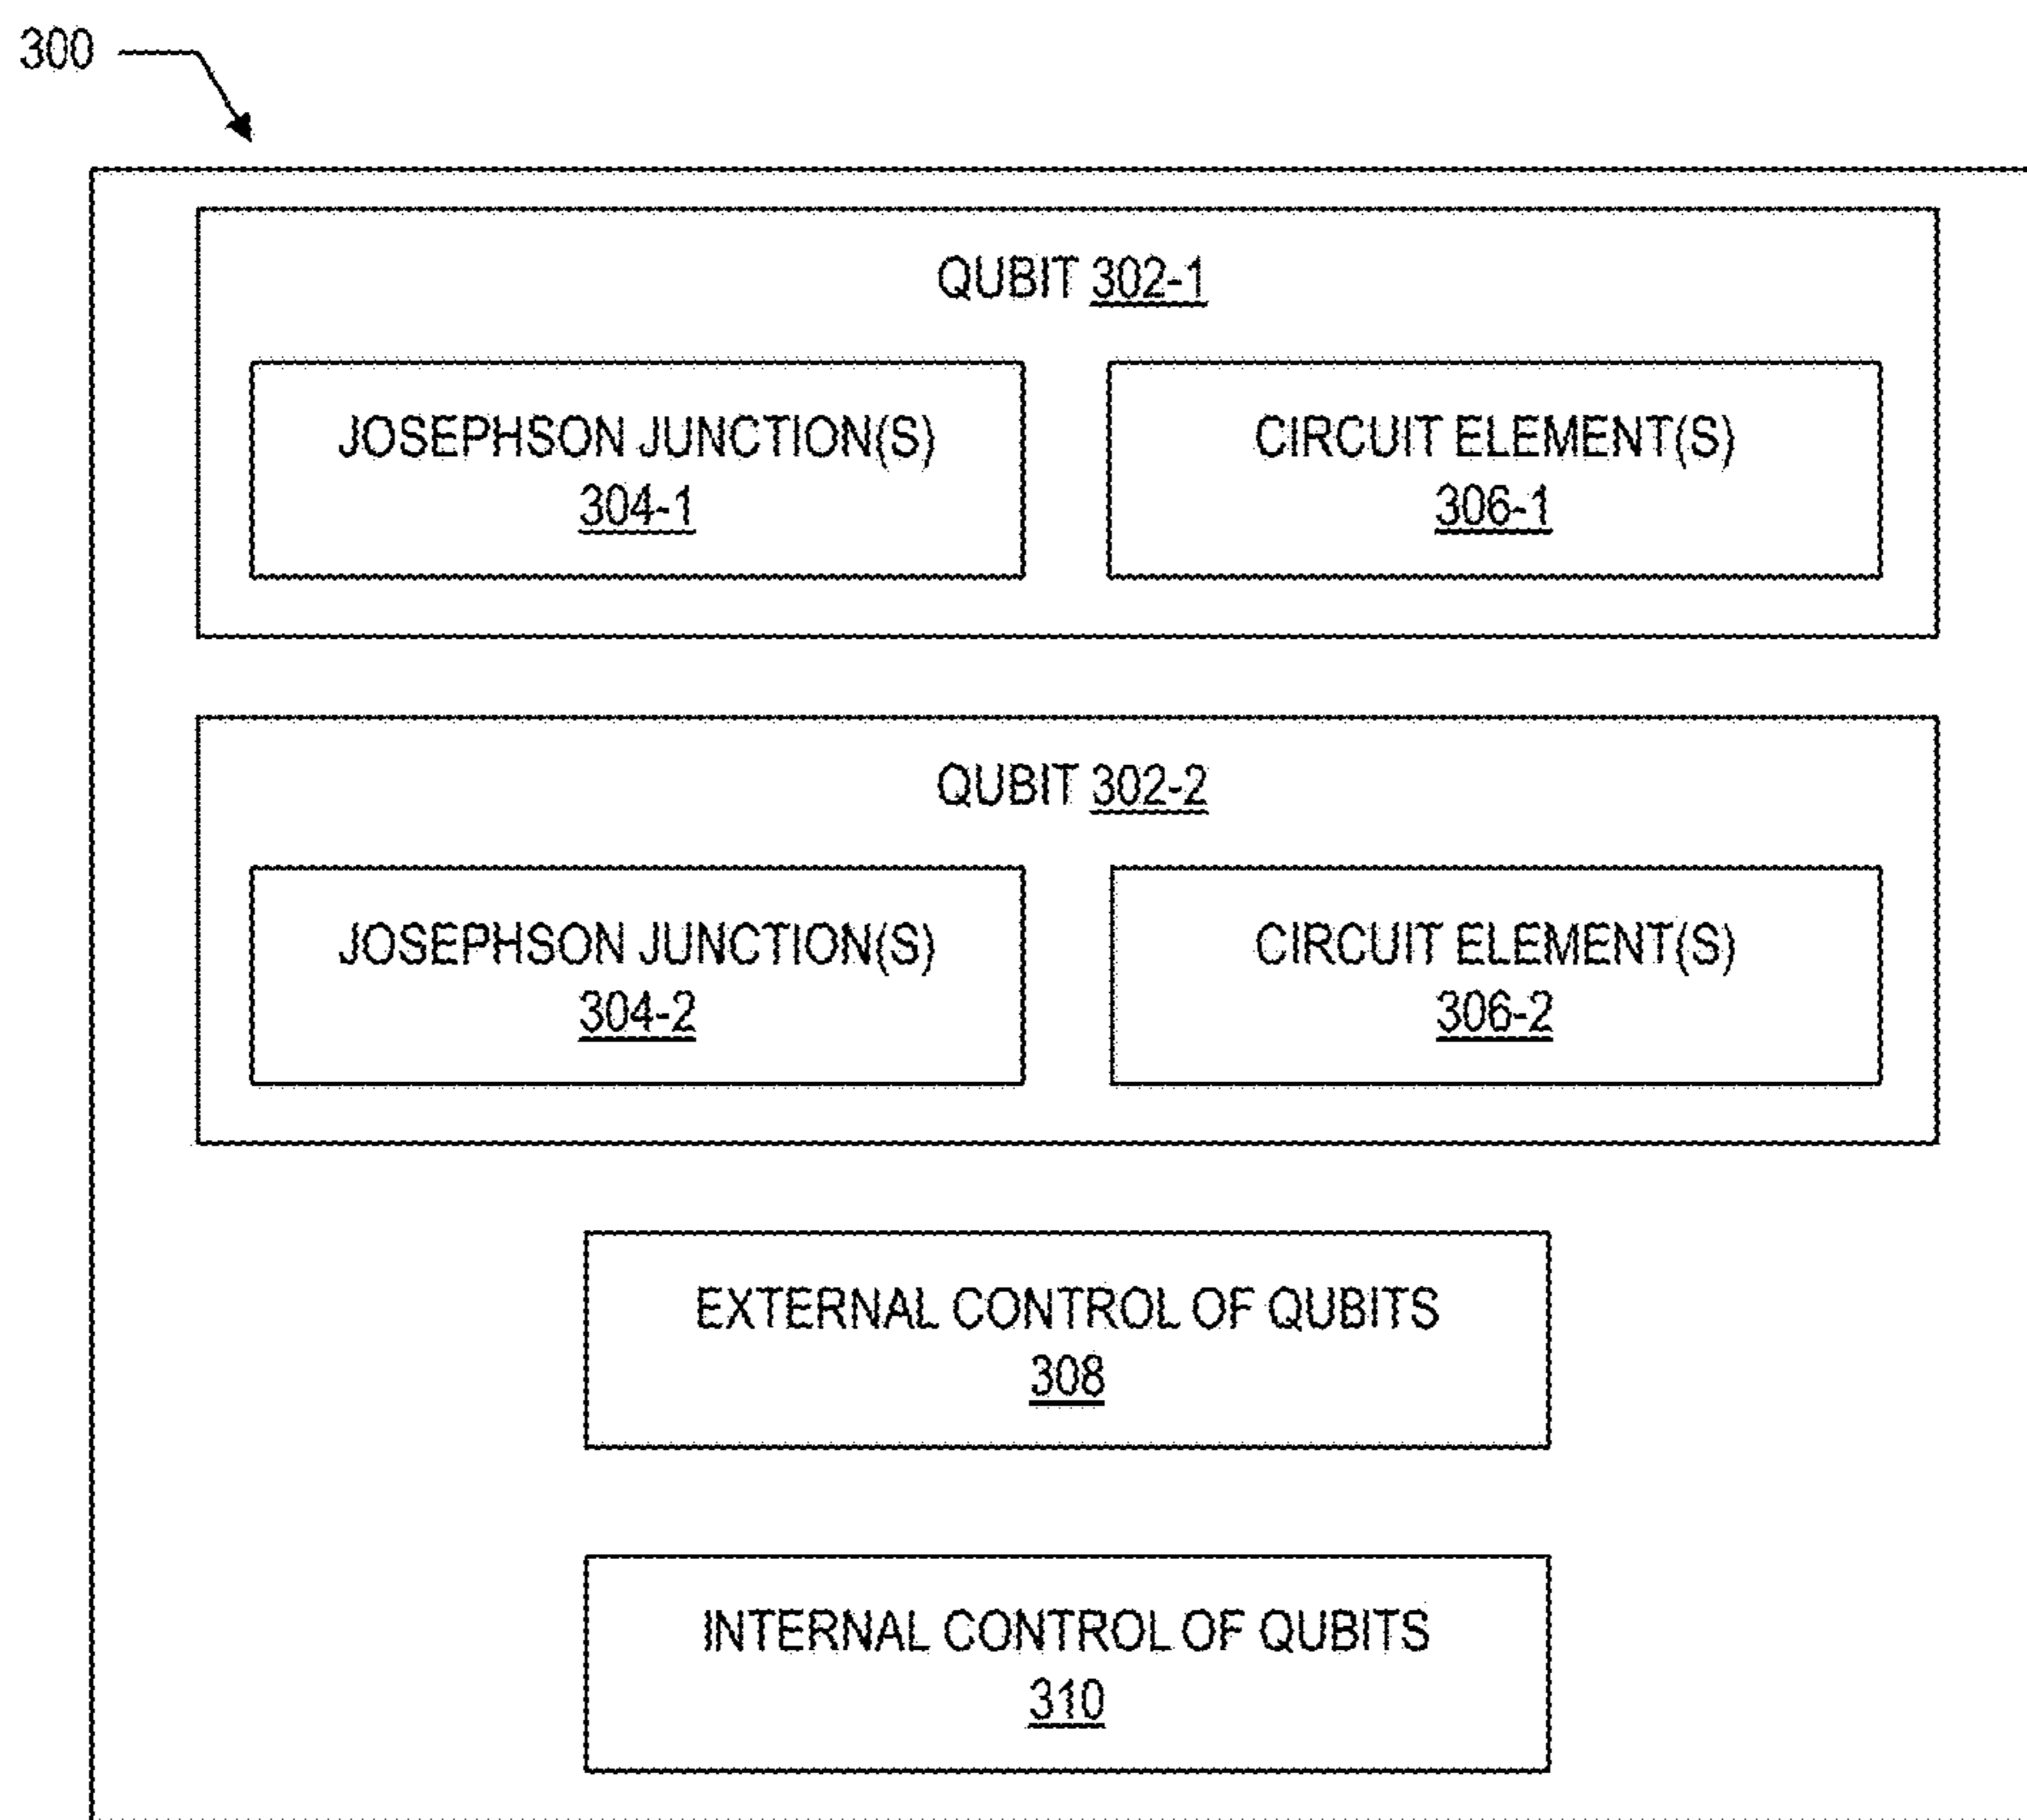 300
QUBIT 302-1
JOSEPHSON JUNCTION(S)
304-1
CIRCUIT ELEMENT(S)
306-1
QUBIT 302-2
JOSEPHSON JUNCTION(S)
304-2
CIRCUIT ELEMENT(S)
306-2
EXTERNAL CONTROL OF QUBITS
308
INTERNAL CONTROL OF QUBITS
310